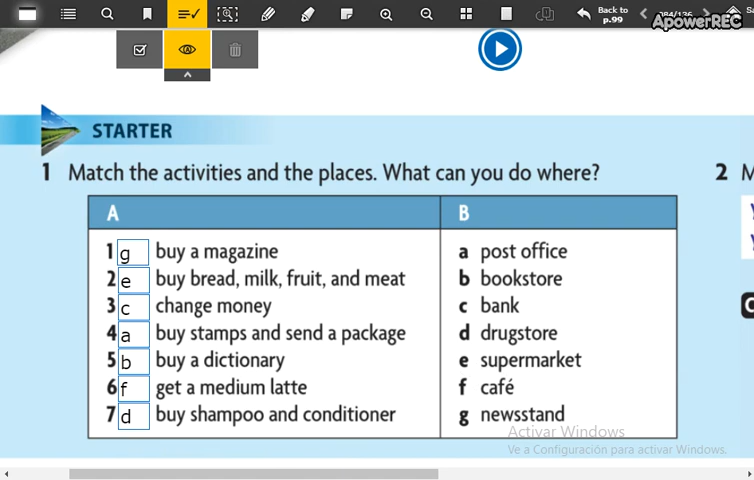 Back to
p.99
ApowerREC
STARTER
1 Match the activities and the places. What can you do where?
2
A B
1 g buy a magazine a post office
2 e buy bread, milk, fruit, and meat b bookstore
3 c change money c bank
4 a buy stamps and send a package d drugstore
5 b buy a dictionary e supermarket
6 f get a medium latte f café
7 d buy shampoo and conditioner g newsstand
Activar Windows
Ve a Configuración para activar Windows.